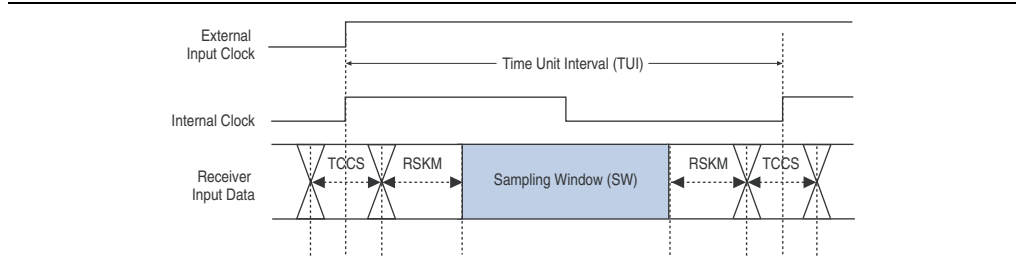 External
Input Clock
Time Unit Interval (TUI)
Internal Clock
TCCS
RSKM
RSKM
TCCS
Receiver
Input Data
Sampling Window (SW)